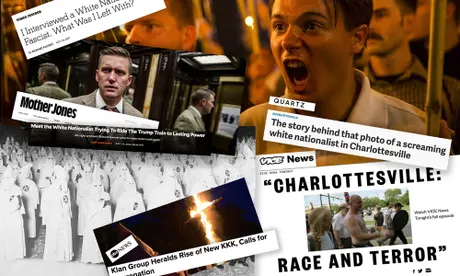 I Interviewed a White Nat
Fascist. What Was I Left With?
Mother Jones
Meet the White Nationalist Trying To Ride The Trump Train to Lasting Power
QUARTZ
The story behind that photo of a screaming
white nationalist in Charlottesville
abc NEWS
Klan Group Heralds Rise of New KKK, Calls for
VICE News
VICE NEWS TONIGHT
“CHARLOTTESVILLE:
Watch
VICE News
Tonight's full episode
RACE AND TERROR”